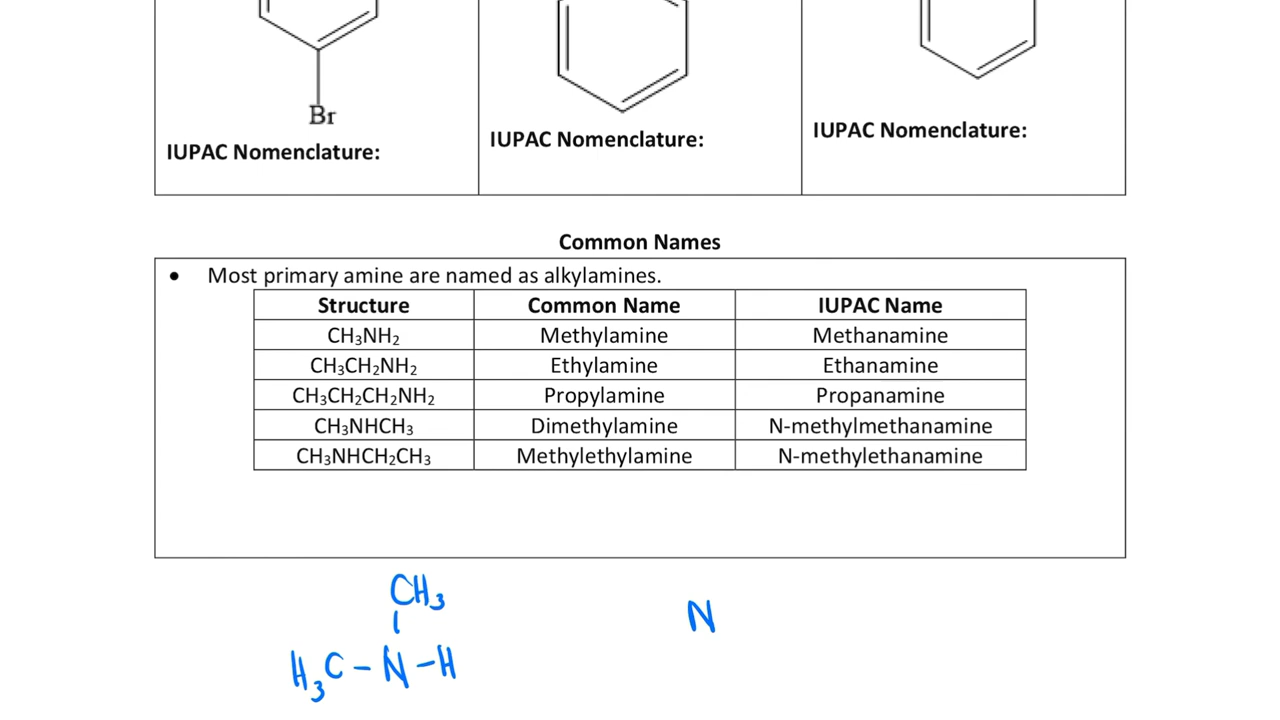 Br
IUPAC Nomenclature:
IUPAC Nomenclature:
IUPAC Nomenclature:
Common Names
• Most primary amine are named as alkylamines.
Structure Common Name IUPAC Name
CH₃NH₂ Methylamine Methanamine
CH₃CH₂NH₂ Ethylamine Ethanamine
CH₃CH₂CH₂NH₂ Propylamine Propanamine
CH₃NHCH₃ Dimethylamine N-methylmethanamine
CH₃NHCH₂CH₃ Methylethylamine N-methylethanamine
CH₃
N
H₃C - N - H